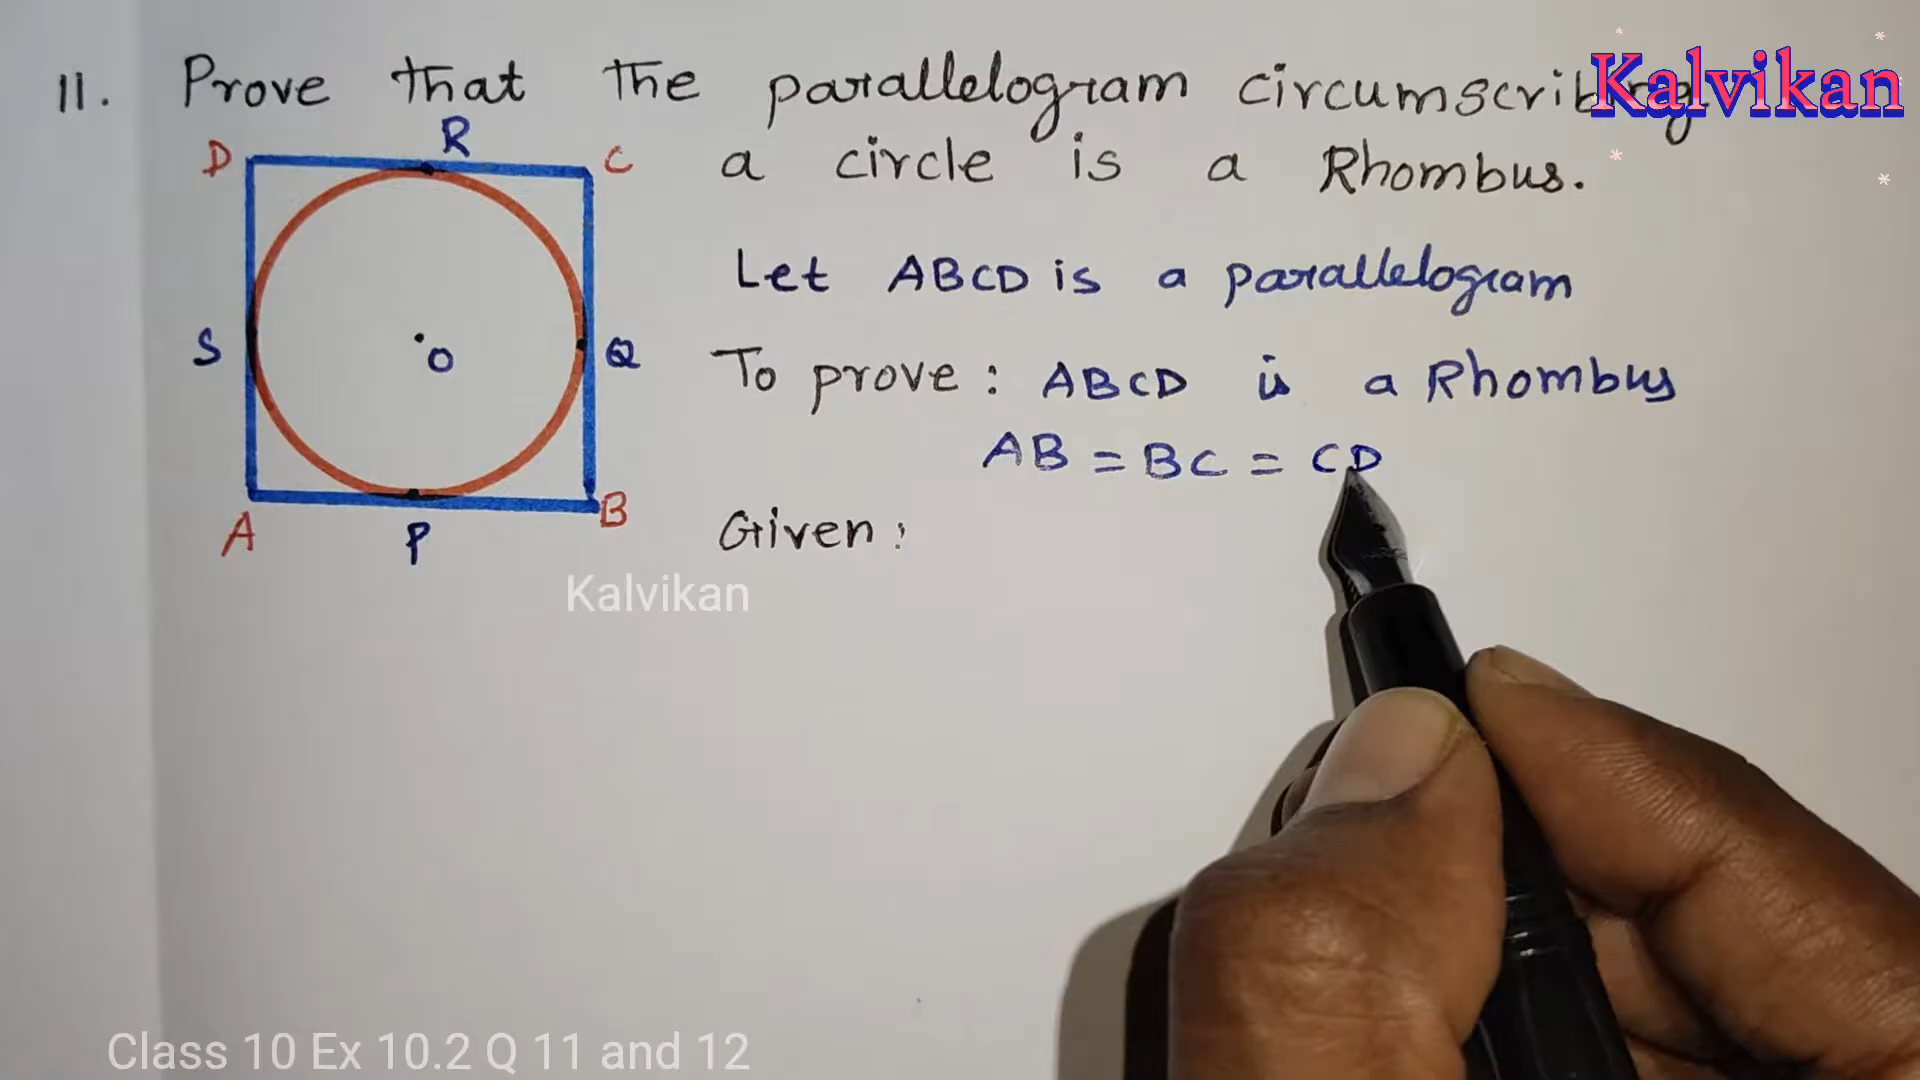 11. Prove that the parallelogram circumscribing
Kalvikan
a circle is a Rhombus.
D R C
S O Q
A P B
Let ABCD is a parallelogram
To prove: ABCD is a Rhombus
AB = BC = CD
Given:
Kalvikan
Class 10 Ex 10.2 Q 11 and 12